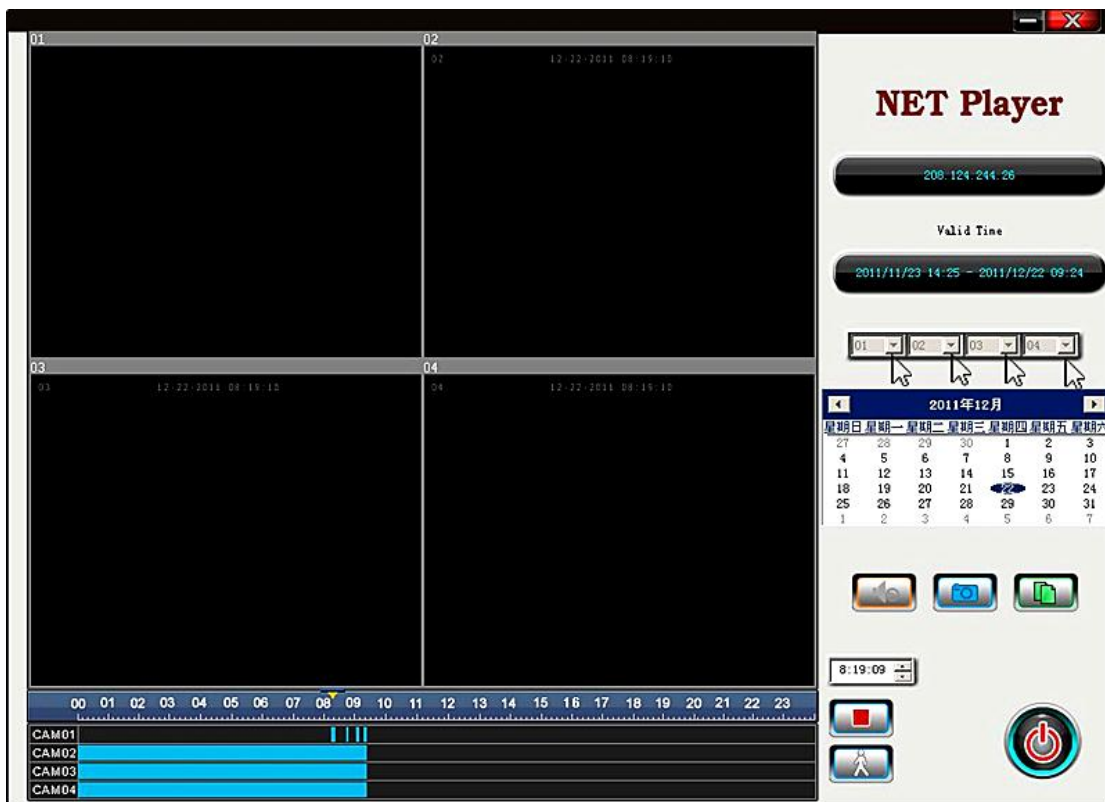 01
02
02 12-22-2011 08:19:10
03
04
03 12-22-2011 08:19:10
04 12-22-2011 08:19:10
00 01 02 03 04 05 06 07 08 09 10 11 12 13 14 15 16 17 18 19 20 21 22 23
CAM01
CAM02
CAM03
CAM04
NET Player
208.124.244.26
Valid Time
2011/11/23 14:25 - 2011/12/22 09:24
01 02 03 04
2011年12月
星期日 星期一 星期二 星期三 星期四 星期五 星期六
27 28 29 30 1 2 3
4 5 6 7 8 9 10
11 12 13 14 15 16 17
18 19 20 21 22 23 24
25 26 27 28 29 30 31
1 2 3 4 5 6 7
8:19:09